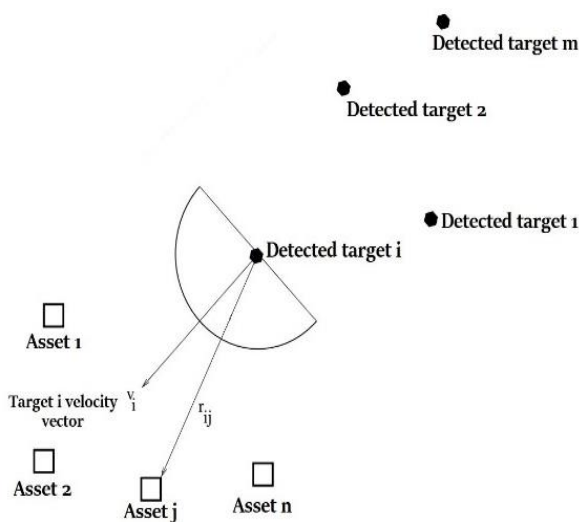 Detected target m
Detected target 2
Detected target 1
Detected target i
Asset 1
Target i velocity
vector
v
i
r
ij
Asset 2
Asset j
Asset n